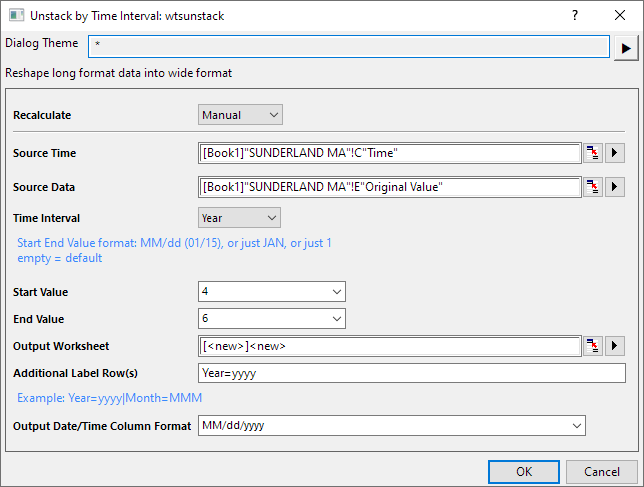 Unstack by Time Interval: wtsunstack
Dialog Theme *
Reshape long format data into wide format
Recalculate Manual
Source Time [Book1]"SUNDERLAND MA"!C"Time"
Source Data [Book1]"SUNDERLAND MA"!E"Original Value"
Time Interval Year
Start End Value format: MM/dd (01/15), or just JAN, or just 1
empty = default
Start Value 4
End Value 6
Output Worksheet [<new>]<new>
Additional Label Row(s) Year=yyyy
Example: Year=yyyy|Month=MMM
Output Date/Time Column Format MM/dd/yyyy
OK Cancel